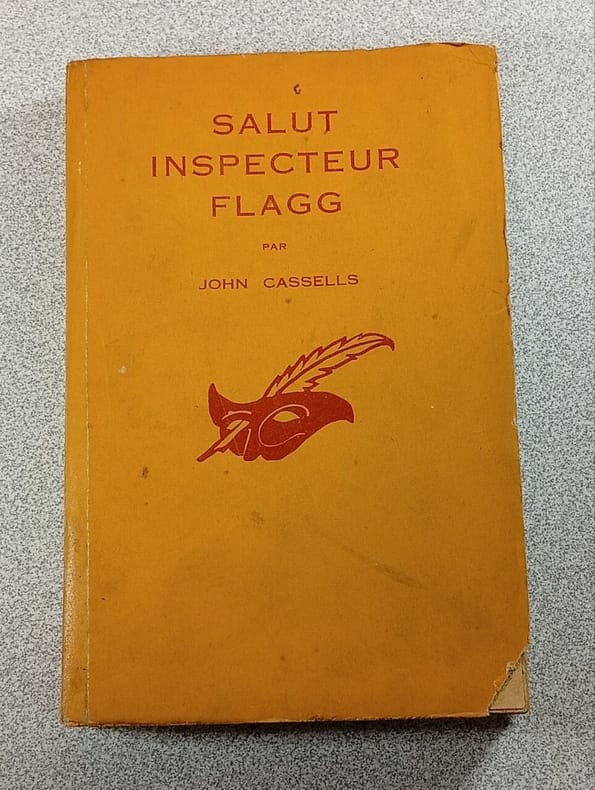 SALUT
INSPECTEUR
FLAGG
PAR
JOHN CASSELLS